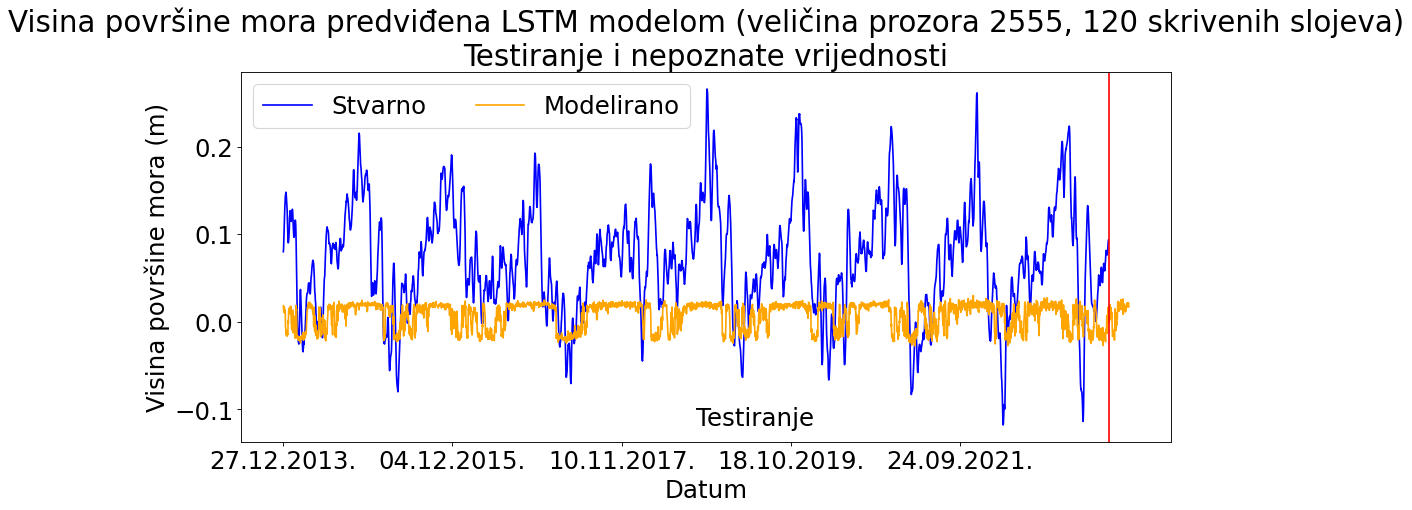 Visina površine mora predviđena LSTM modelom (veličina prozora 2555, 120 skrivenih slojeva)
Testiranje i nepoznate vrijednosti
Stvarno Modelirano
Visina površine mora (m)
0.2
0.1
0.0
−0.1
Testiranje
27.12.2013. 04.12.2015. 10.11.2017. 18.10.2019. 24.09.2021.
Datum